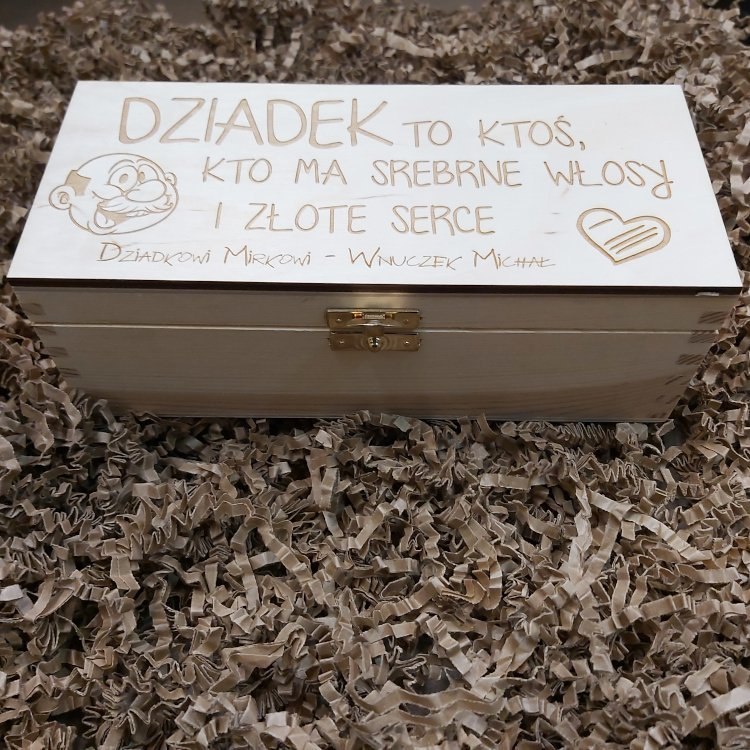 DZIADEK TO KTOŚ,
KTO MA SREBRNE WŁOSY
I ZŁOTE SERCE
DZIADKOWI MIRKOWI - WNUCZEK MICHAŁ